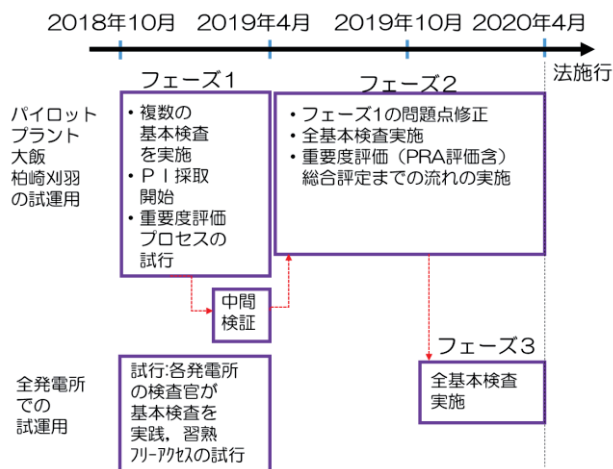 2018年10月 2019年4月 2019年10月 2020年4月
法施行
フェーズ1
フェーズ2
パイロット
プラント
大飯
柏崎刈羽
の試運用
・複数の
基本検査
を実施
・ＰＩ採取
開始
・重要度評価
プロセスの
試行
・フェーズ1の問題点修正
・全基本検査実施
・重要度評価（PRA評価含）
総合評定までの流れの実施
中間
検証
フェーズ3
全発電所
での
試運用
試行:各発電所
の検査官が
基本検査を
実践，習熟
ﾌﾘｰｱｸｾｽの試行
全基本検査
実施